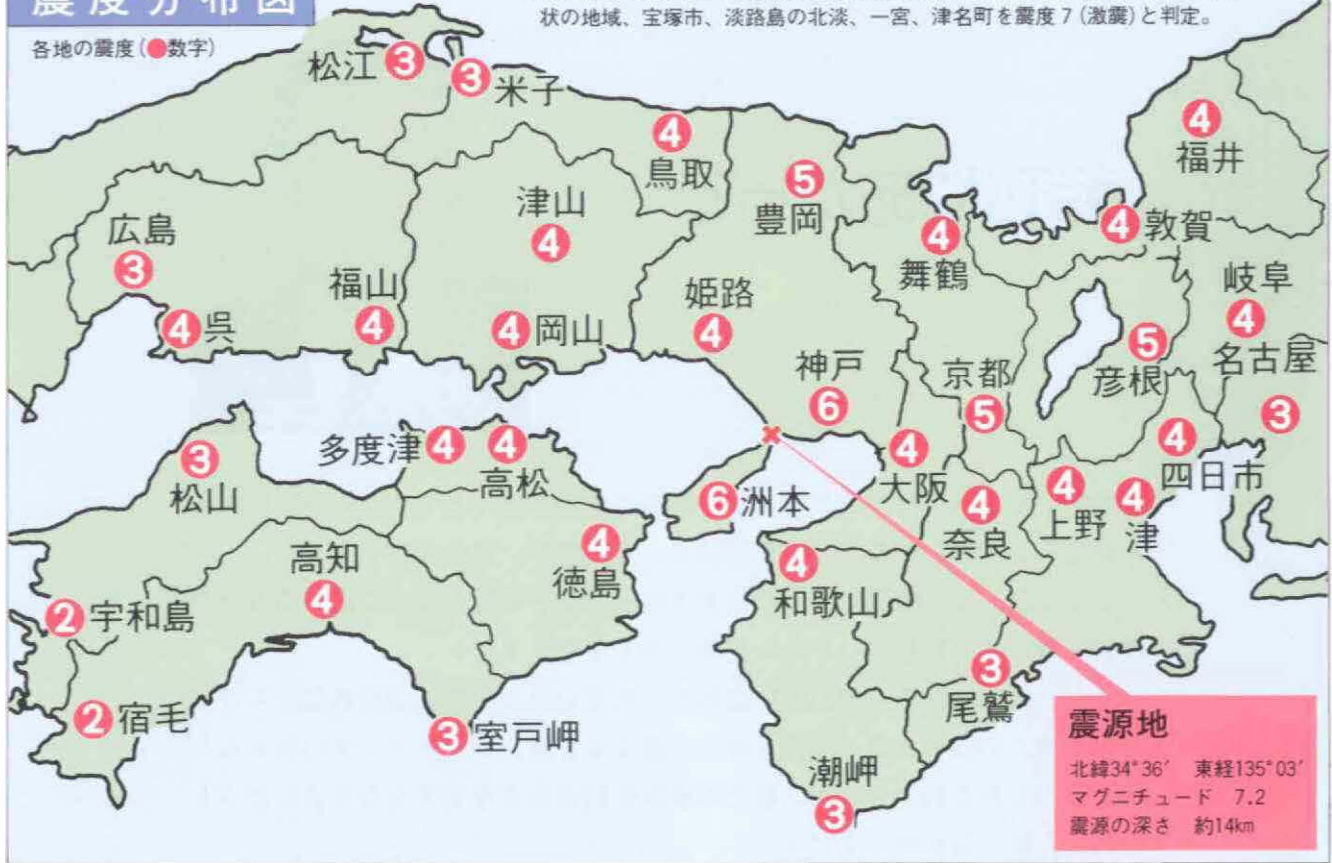 震度分布図
状の地域、宝塚市、淡路島の北淡、一宮、津名町を震度7(激震)と判定。
各地の震度(●数字)
松江 3
3 米子
4 鳥取
4 福井
5 豊岡
津山 4
4 舞鶴
4 敦賀
広島 3
福山 4
4 呉
4 岡山
姫路 4
岐阜 4
5 彦根
名古屋 3
神戸 6
京都 5
多度津 4
4 高松
3 松山
4 大阪
4 四日市
6 洲本
4 奈良
4 上野
4 津
高知 4
4 徳島
4 和歌山
2 宇和島
2 宿毛
3 室戸岬
3 尾鷲
潮岬 3
震源地
北緯34°36′ 東経135°03′
マグニチュード 7.2
震源の深さ 約14km